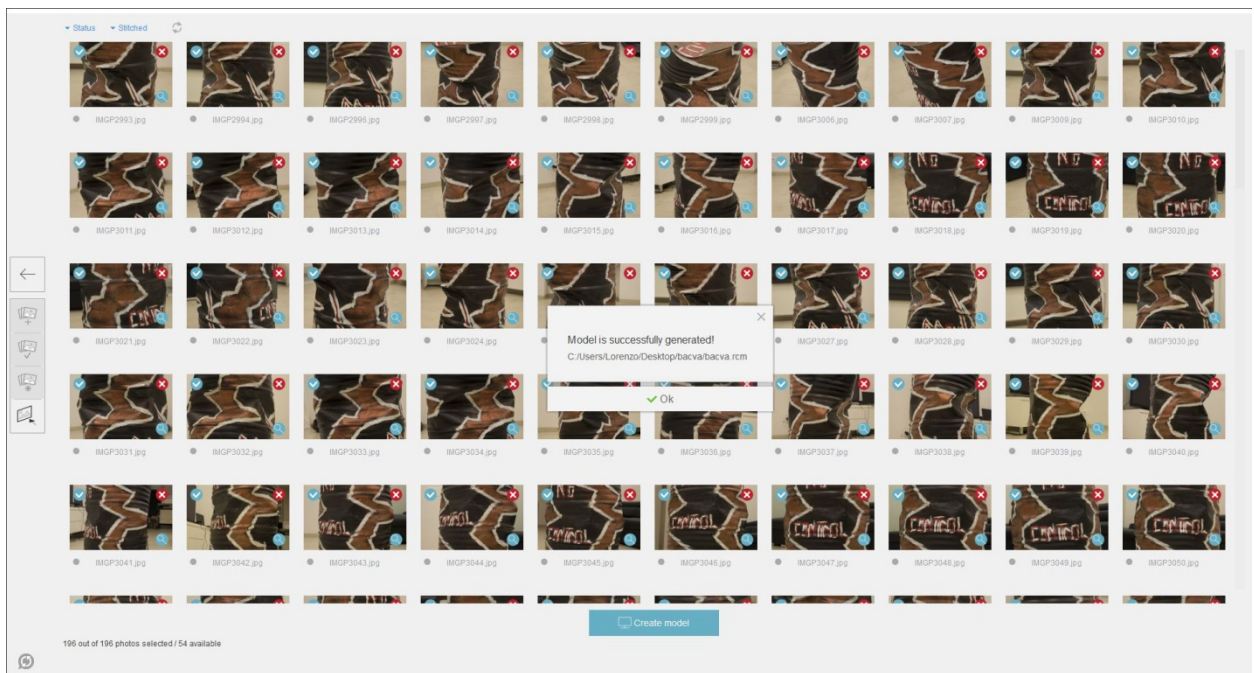 Status Stitched
IMGP2993.jpg IMGP2994.jpg IMGP2996.jpg IMGP2997.jpg IMGP2998.jpg IMGP2999.jpg IMGP3006.jpg IMGP3007.jpg IMGP3009.jpg IMGP3010.jpg
IMGP3011.jpg IMGP3012.jpg IMGP3013.jpg IMGP3014.jpg IMGP3015.jpg IMGP3016.jpg IMGP3017.jpg IMGP3018.jpg IMGP3019.jpg IMGP3020.jpg
IMGP3021.jpg IMGP3022.jpg IMGP3023.jpg IMGP3024.jpg IMGP3027.jpg IMGP3028.jpg IMGP3029.jpg IMGP3030.jpg
Model is successfully generated!
C:/Users/Lorenzo/Desktop/bacva/bacva.rcm
Ok
IMGP3031.jpg IMGP3032.jpg IMGP3033.jpg IMGP3034.jpg IMGP3035.jpg IMGP3036.jpg IMGP3037.jpg IMGP3038.jpg IMGP3039.jpg IMGP3040.jpg
IMGP3041.jpg IMGP3042.jpg IMGP3043.jpg IMGP3044.jpg IMGP3045.jpg IMGP3046.jpg IMGP3047.jpg IMGP3048.jpg IMGP3049.jpg IMGP3050.jpg
Create model
196 out of 196 photos selected / 54 available